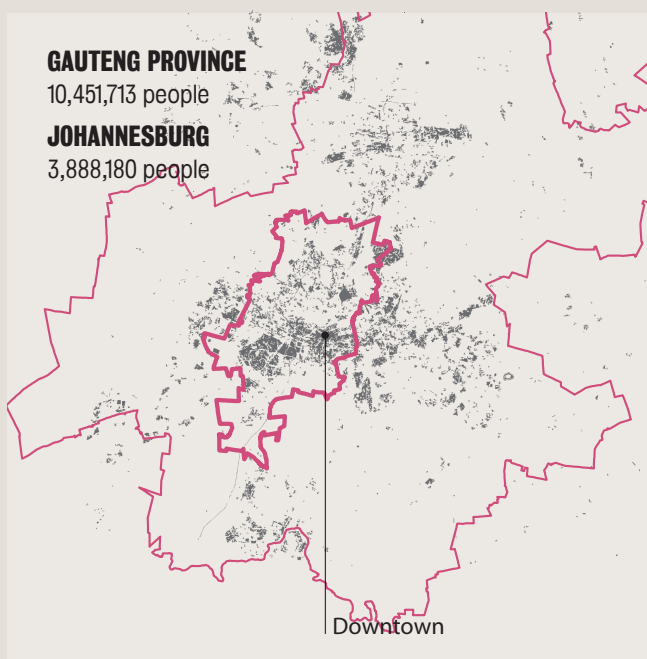 GAUTENG PROVINCE
10,451,713 people
JOHANNESBURG
3,888,180 people
Downtown